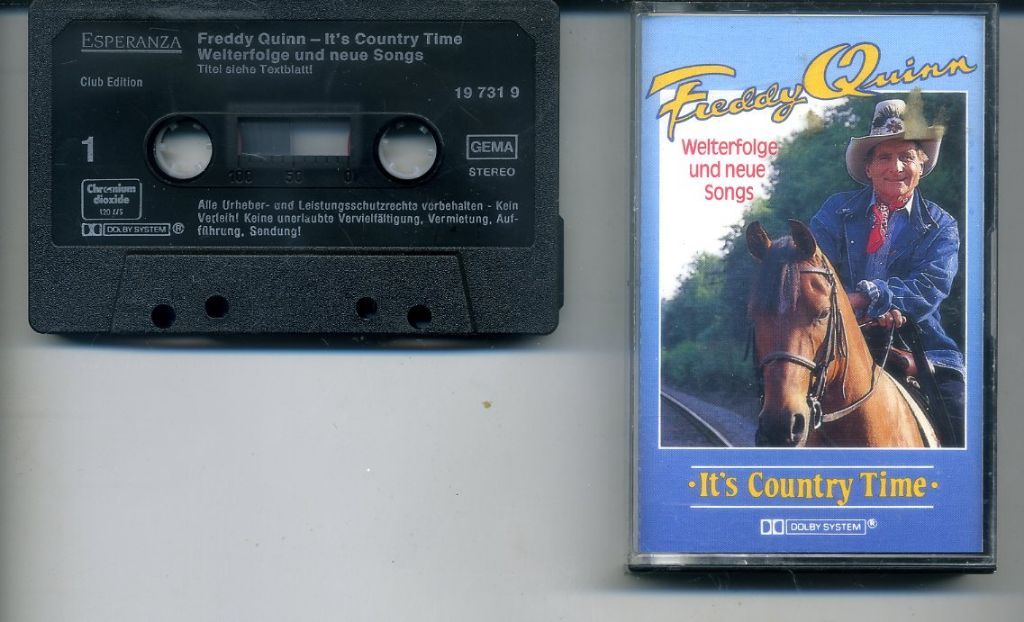 ESPERANZA
Freddy Quinn – It's Country Time
Welterfolge und neue Songs
Titel siehe Textblatt!
Club Edition
19 731 9
1
GEMA
STEREO
100 50 0
Chromium
dioxide
120 µS
DOLBY SYSTEM ®
Alle Urheber- und Leistungsschutzrechte vorbehalten - Kein
Verleih! Keine unerlaubte Vervielfältigung, Vermietung, Auf-
führung, Sendung!
Freddy Quinn
Welterfolge
und neue
Songs
·It's Country Time·
DOLBY SYSTEM ®